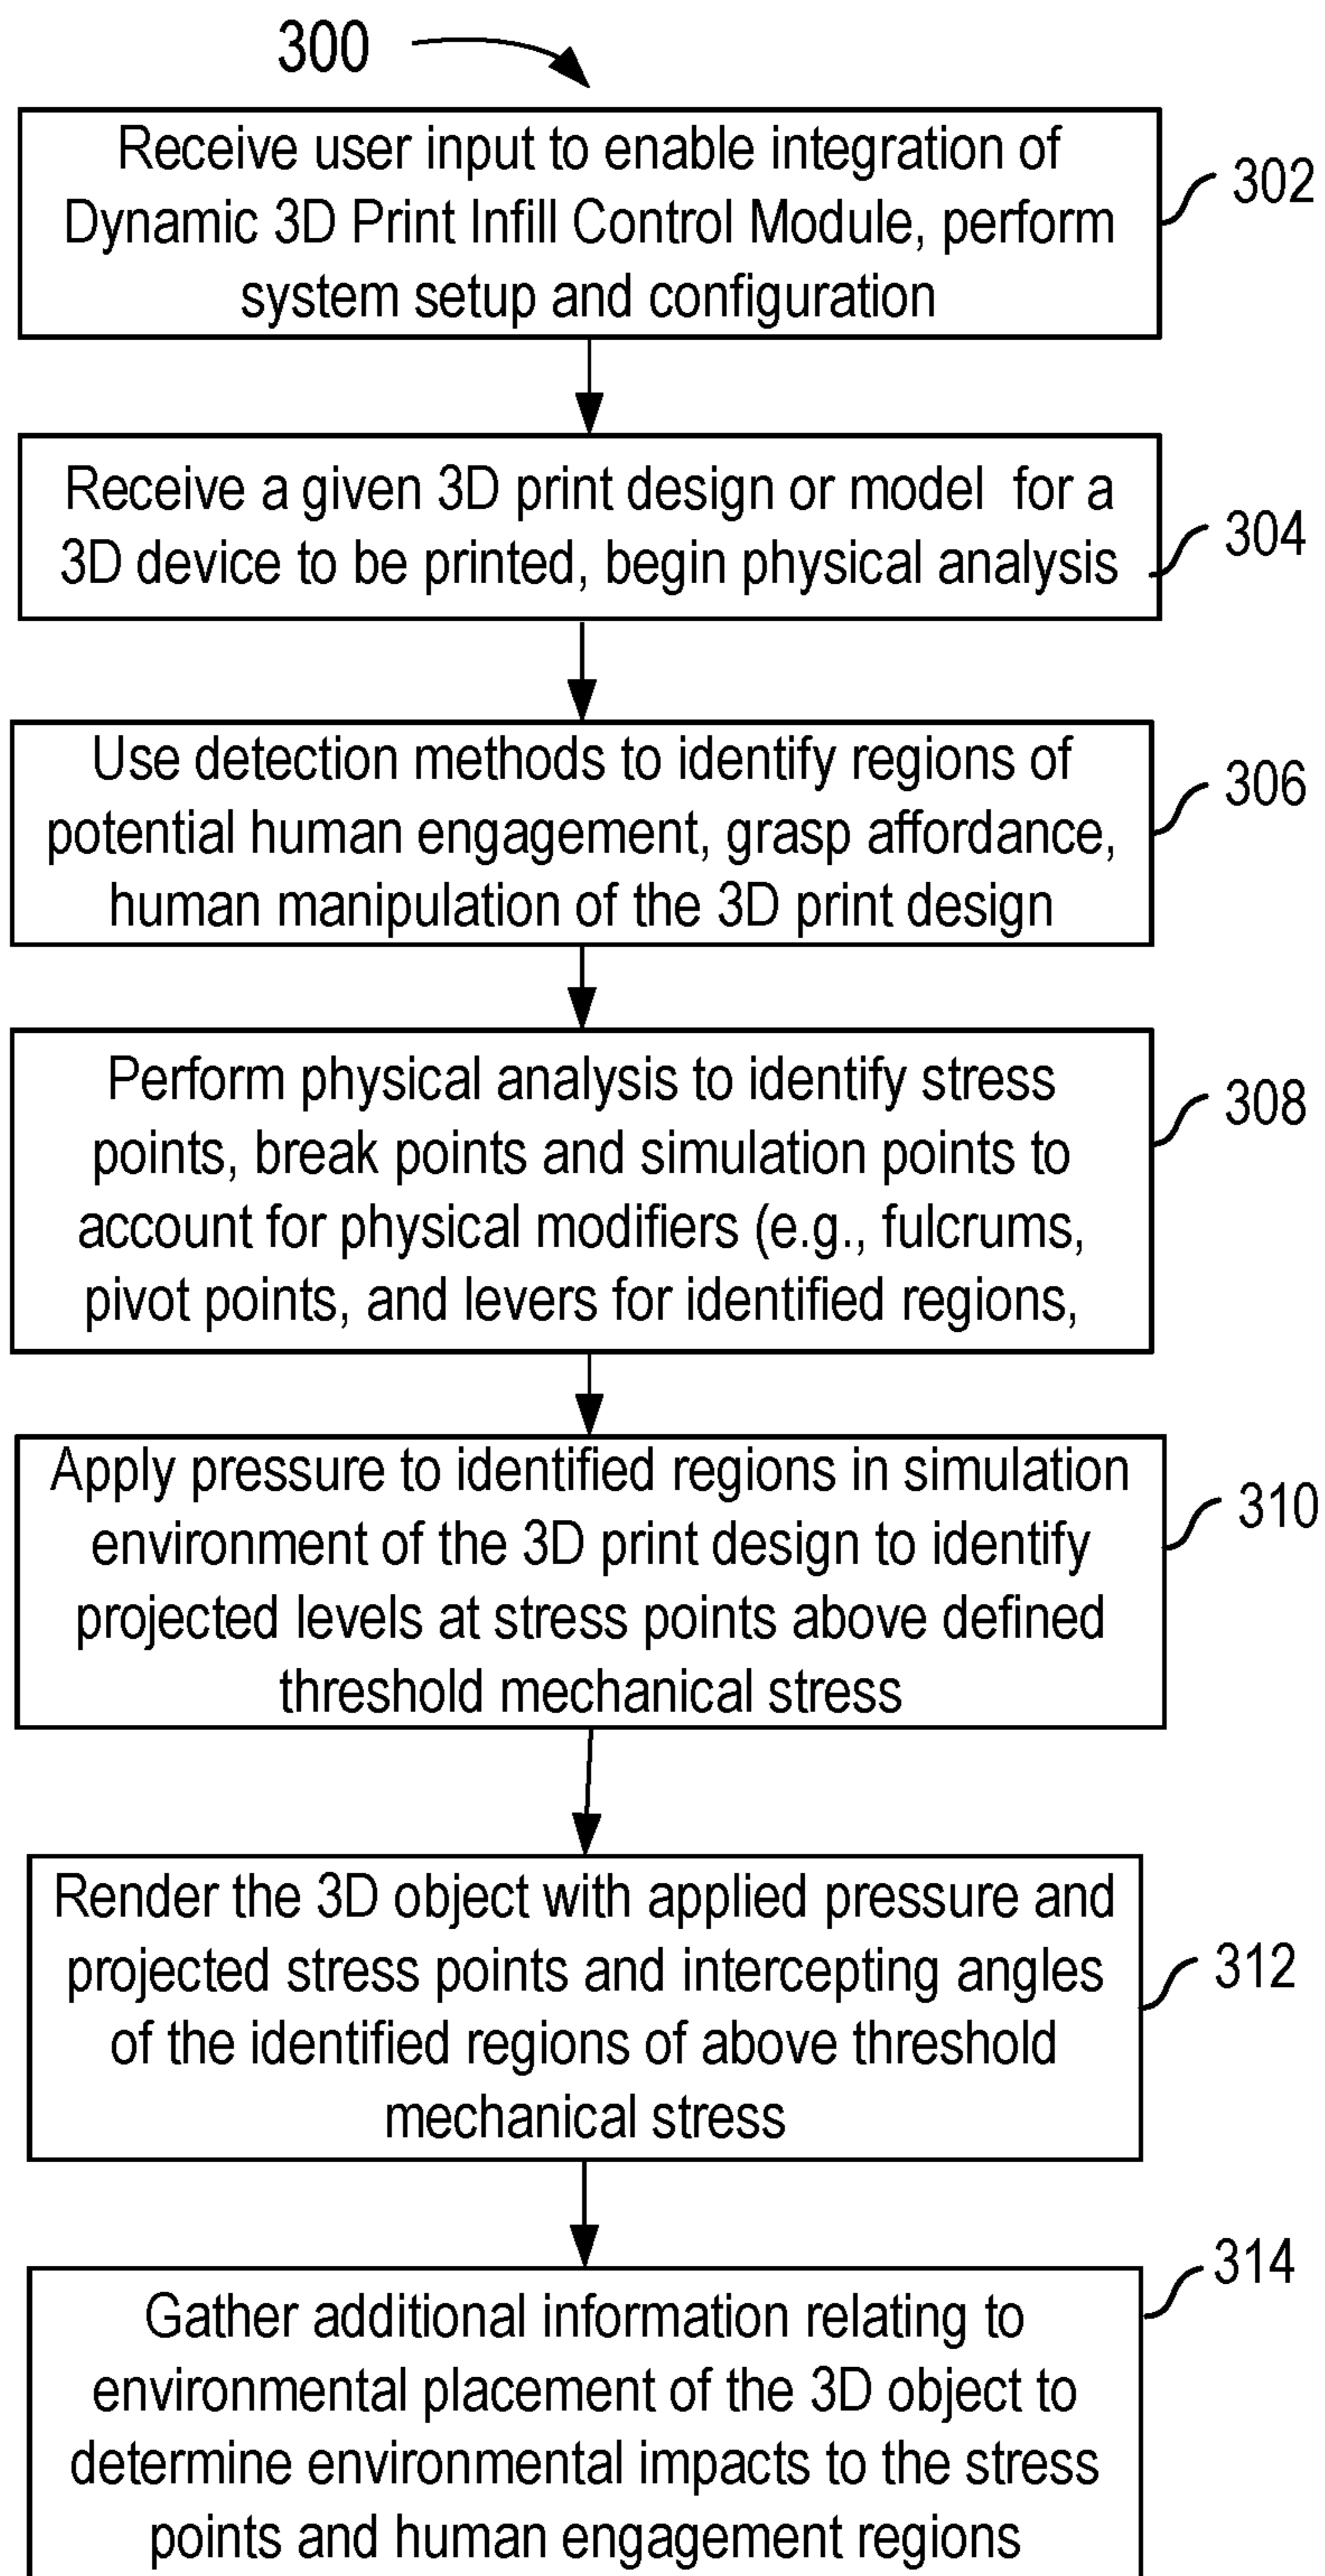 300
Receive user input to enable integration of
Dynamic 3D Print Infill Control Module, perform
system setup and configuration
302
Receive a given 3D print design or model for a
3D device to be printed, begin physical analysis
304
Use detection methods to identify regions of
potential human engagement, grasp affordance,
human manipulation of the 3D print design
306
Perform physical analysis to identify stress
points, break points and simulation points to
account for physical modifiers (e.g., fulcrums,
pivot points, and levers for identified regions,
308
Apply pressure to identified regions in simulation
environment of the 3D print design to identify
projected levels at stress points above defined
threshold mechanical stress
310
Render the 3D object with applied pressure and
projected stress points and intercepting angles
of the identified regions of above threshold
mechanical stress
312
Gather additional information relating to
environmental placement of the 3D object to
determine environmental impacts to the stress
points and human engagement regions
314